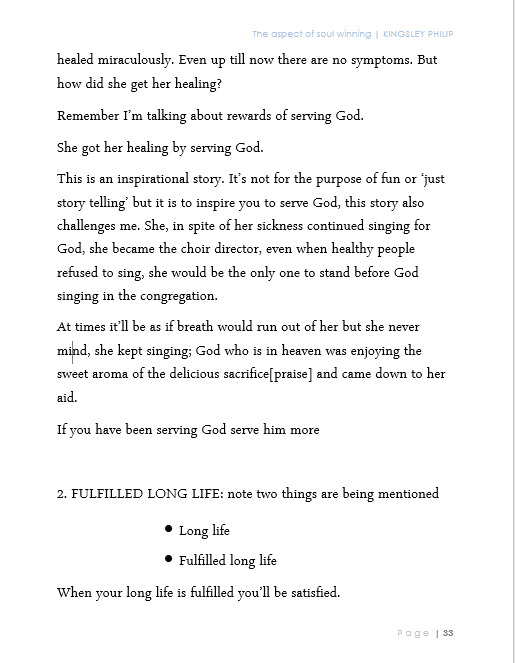 The aspect of soul winning | KINGSLEY PHILIP
healed miraculously. Even up till now there are no symptoms. But
how did she get her healing?
Remember I’m talking about rewards of serving God.
She got her healing by serving God.
This is an inspirational story. It’s not for the purpose of fun or ‘just
story telling’ but it is to inspire you to serve God, this story also
challenges me. She, in spite of her sickness continued singing for
God, she became the choir director, even when healthy people
refused to sing, she would be the only one to stand before God
singing in the congregation.
At times it’ll be as if breath would run out of her but she never
mind, she kept singing; God who is in heaven was enjoying the
sweet aroma of the delicious sacrifice[praise] and came down to her
aid.
If you have been serving God serve him more
2. FULFILLED LONG LIFE: note two things are being mentioned
● Long life
● Fulfilled long life
When your long life is fulfilled you’ll be satisfied.
Page | 33